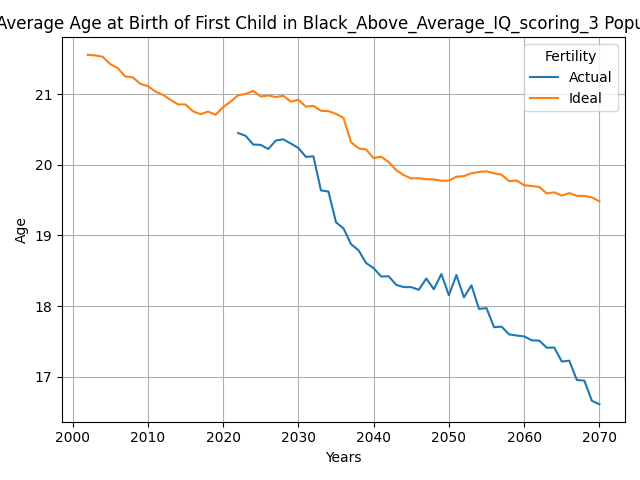 Average Age at Birth of First Child in Black_Above_Average_IQ_scoring_3 Popu
Fertility
Actual
Ideal
21
20
19
18
17
Age
2000 2010 2020 2030 2040 2050 2060 2070
Years